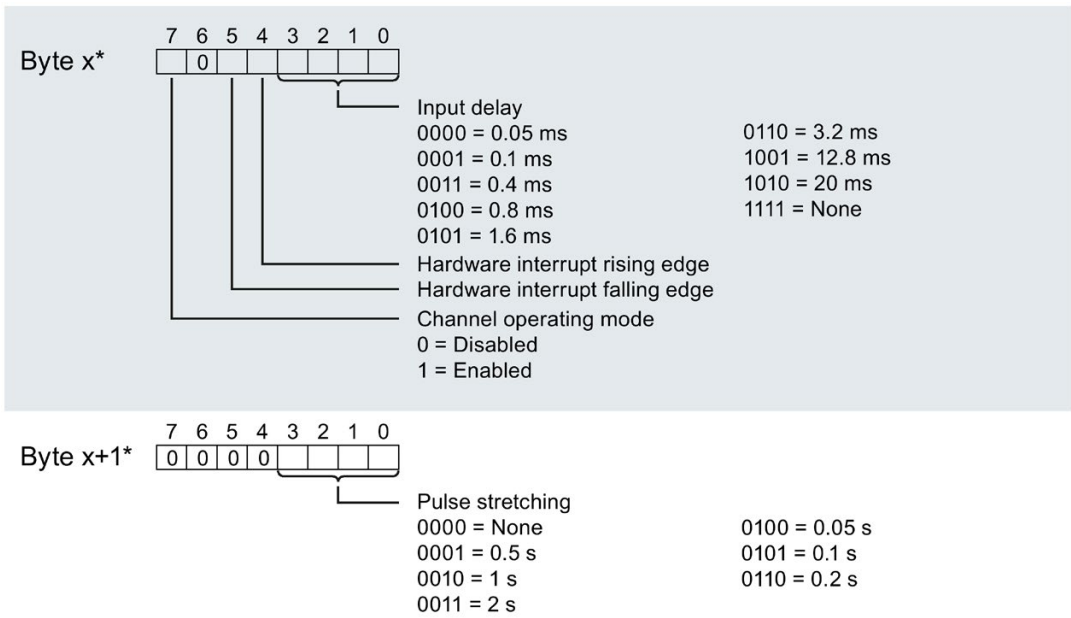 7 6 5 4 3 2 1 0
Byte x*
0
Input delay
0000 = 0.05 ms
0001 = 0.1 ms
0011 = 0.4 ms
0100 = 0.8 ms
0101 = 1.6 ms
0110 = 3.2 ms
1001 = 12.8 ms
1010 = 20 ms
1111 = None
Hardware interrupt rising edge
Hardware interrupt falling edge
Channel operating mode
0 = Disabled
1 = Enabled
7 6 5 4 3 2 1 0
Byte x+1*
0 0 0 0
Pulse stretching
0000 = None
0001 = 0.5 s
0010 = 1 s
0011 = 2 s
0100 = 0.05 s
0101 = 0.1 s
0110 = 0.2 s